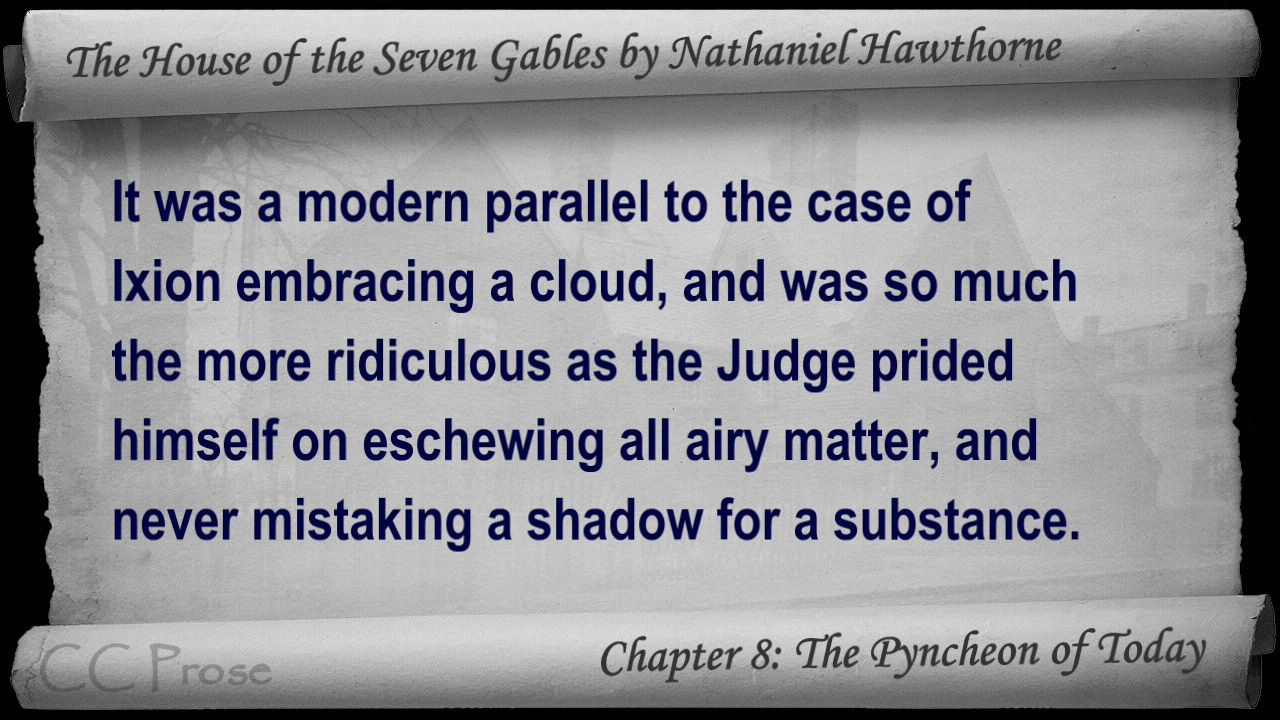 The House of the Seven Gables by Nathaniel Hawthorne
It was a modern parallel to the case of
Ixion embracing a cloud, and was so much
the more ridiculous as the Judge prided
himself on eschewing all airy matter, and
never mistaking a shadow for a substance.
CC Prose
Chapter 8: The Pyncheon of Today